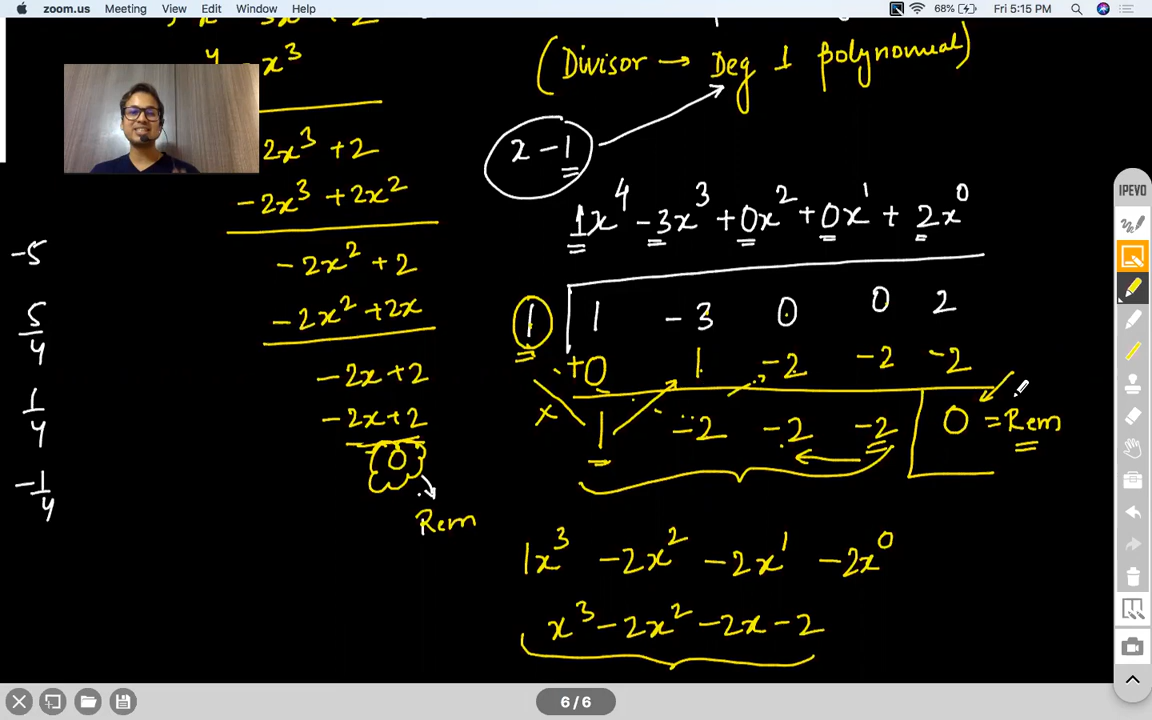 zoom.us Meeting View Edit Window Help 68% Fri 5:15 PM
x³
2x³ + 2
- 2x³ + 2x²
- 2x² + 2
- 2x² + 2x
- 2x + 2
- 2x + 2
0
Rem
-5
5/4
1/4
-1/4
(Divisor → Deg 1 polynomial)
x - 1
1x⁴ - 3x³ + 0x² + 0x¹ + 2x⁰
1 1 - 3 0 0 2
+0 1 -2 -2 -2
x 1 -2 -2 -2 0 = Rem
1x³ - 2x² - 2x¹ - 2x⁰
x³ - 2x² - 2x - 2
IPEVO
6/6